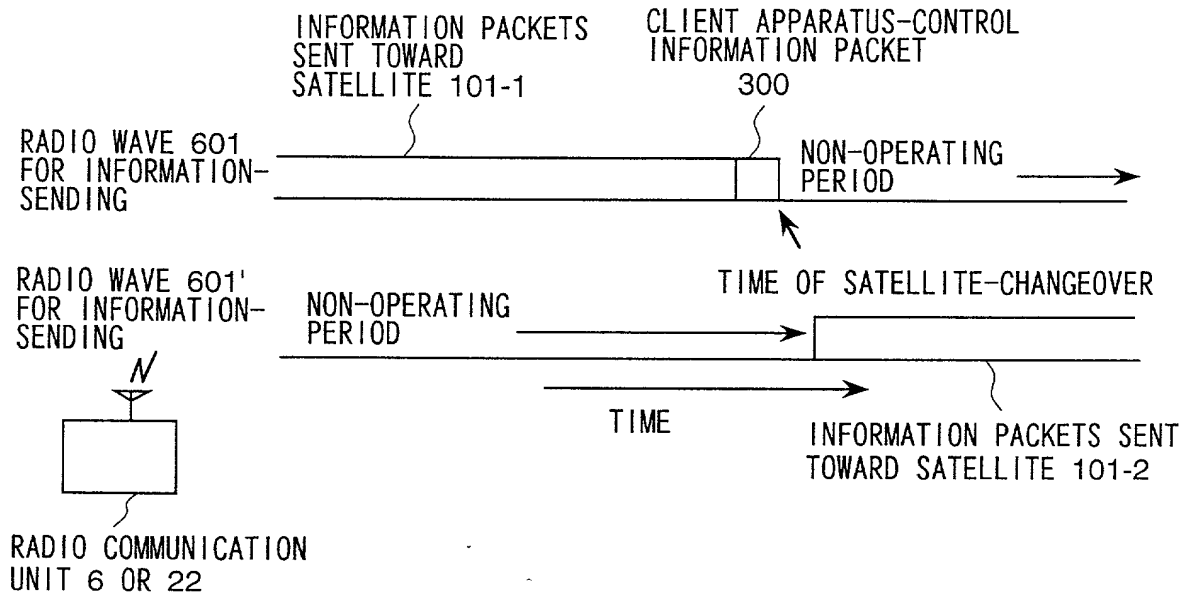 INFORMATION PACKETS
SENT TOWARD
SATELLITE 101-1
CLIENT APPARATUS-CONTROL
INFORMATION PACKET
300
RADIO WAVE 601
FOR INFORMATION-
SENDING
NON-OPERATING
PERIOD
TIME OF SATELLITE-CHANGEOVER
RADIO WAVE 601'
FOR INFORMATION-
SENDING
NON-OPERATING
PERIOD
TIME
INFORMATION PACKETS SENT
TOWARD SATELLITE 101-2
RADIO COMMUNICATION
UNIT 6 OR 22